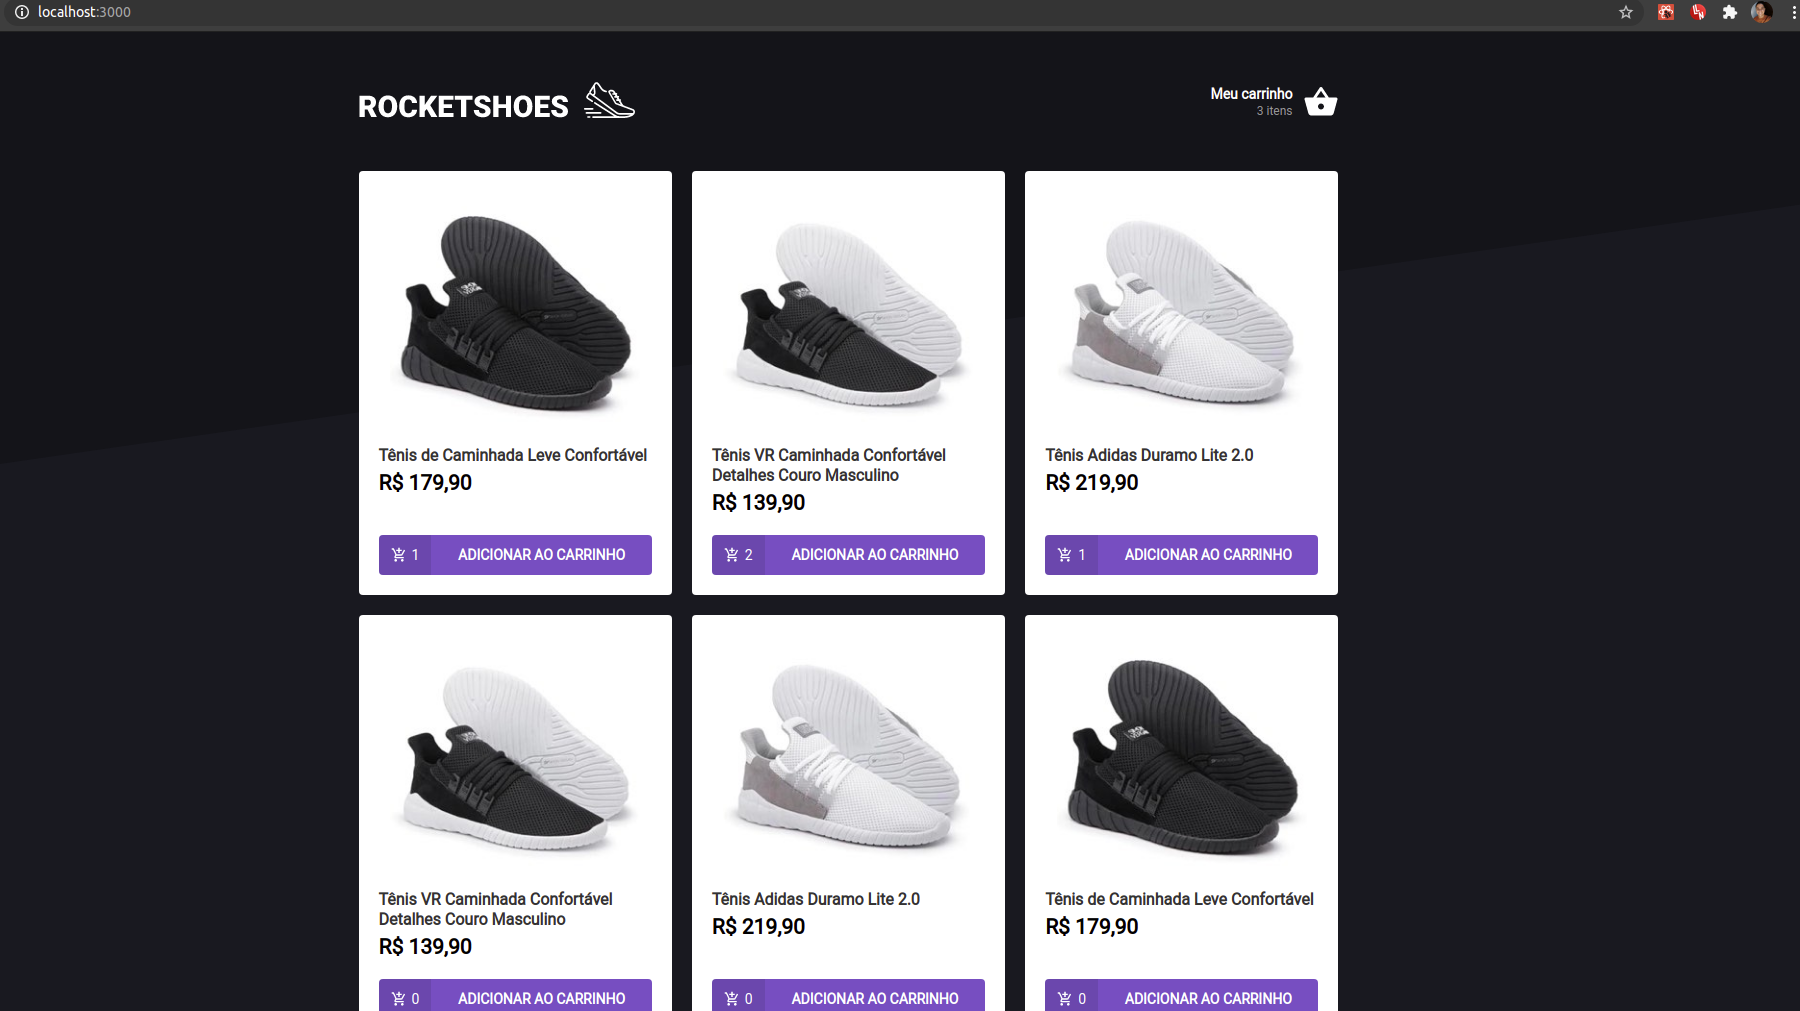 localhost:3000
ROCKETSHOES
Meu carrinho
3 itens
Tênis de Caminhada Leve Confortável
R$ 179,90
1 ADICIONAR AO CARRINHO
Tênis VR Caminhada Confortável
Detalhes Couro Masculino
R$ 139,90
2 ADICIONAR AO CARRINHO
Tênis Adidas Duramo Lite 2.0
R$ 219,90
1 ADICIONAR AO CARRINHO
Tênis VR Caminhada Confortável
Detalhes Couro Masculino
R$ 139,90
0 ADICIONAR AO CARRINHO
Tênis Adidas Duramo Lite 2.0
R$ 219,90
0 ADICIONAR AO CARRINHO
Tênis de Caminhada Leve Confortável
R$ 179,90
0 ADICIONAR AO CARRINHO